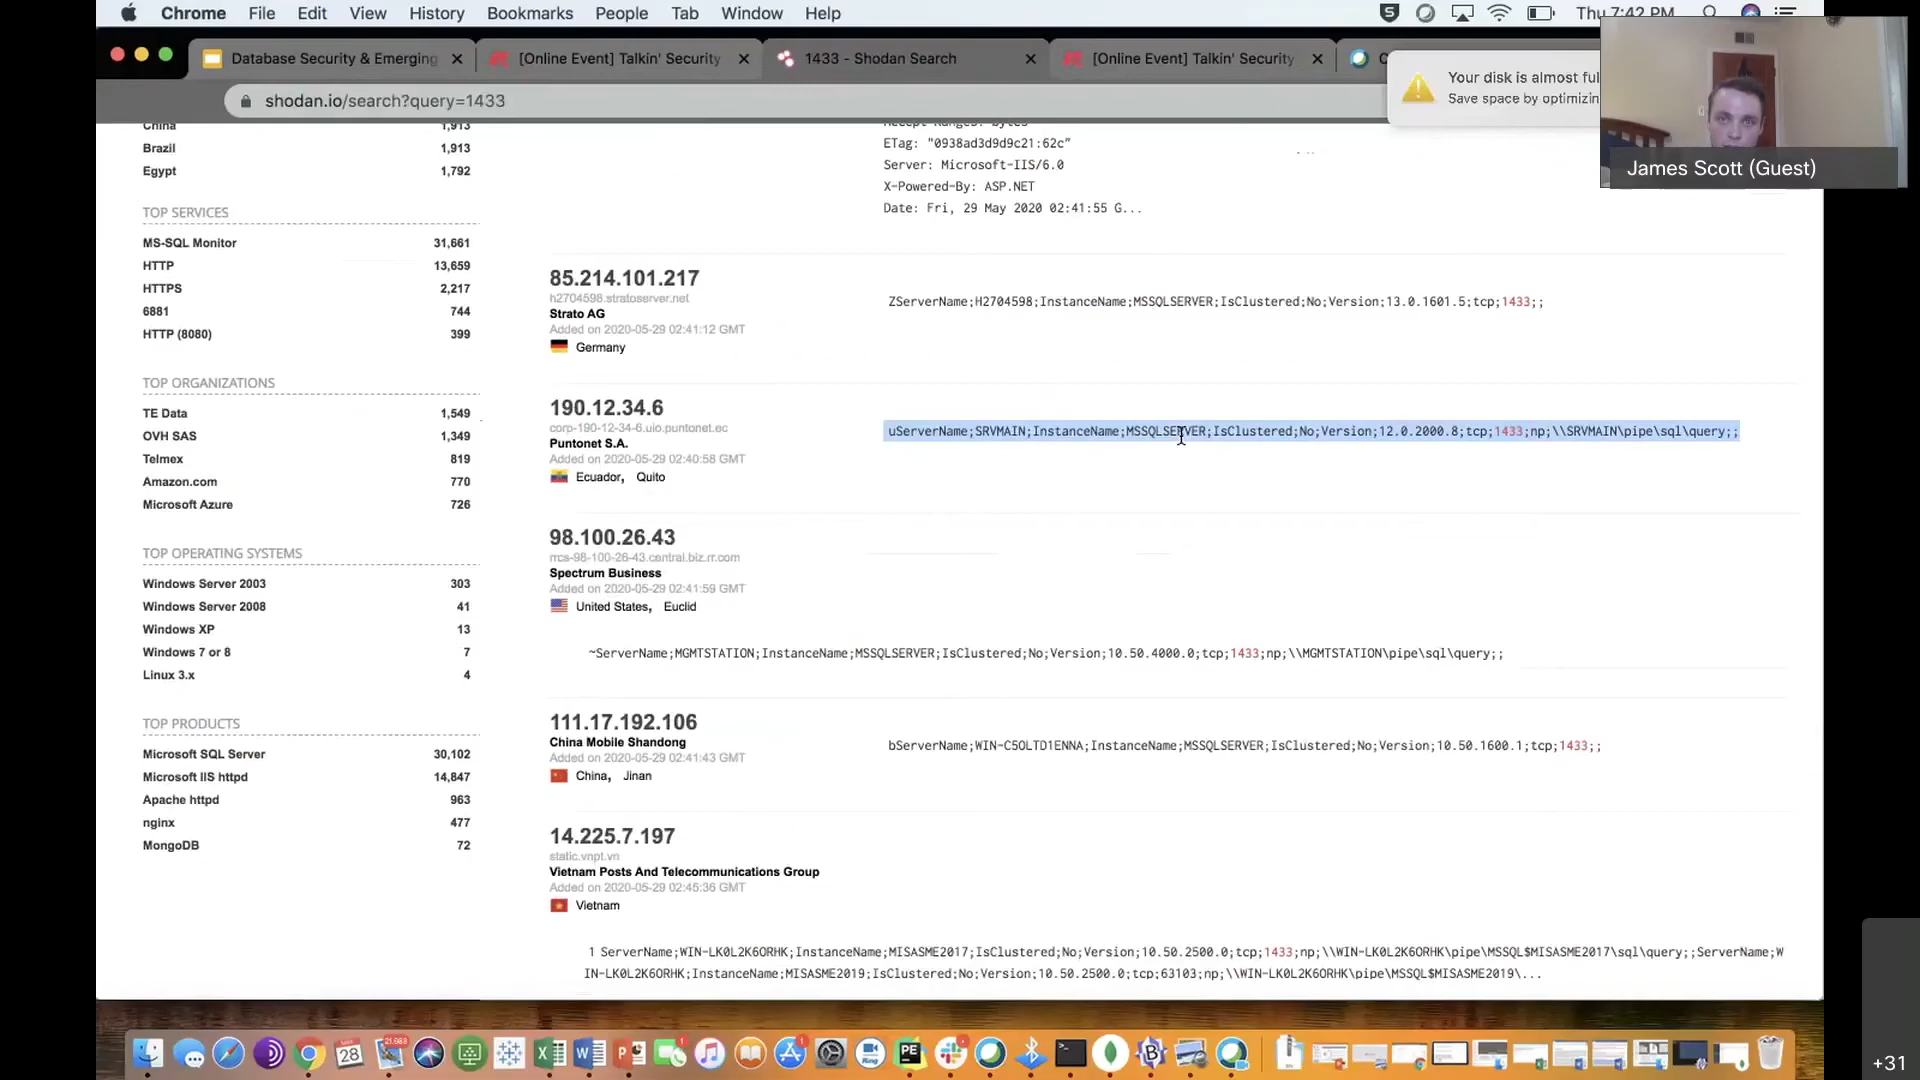 Chrome File Edit View History Bookmarks People Tab Window Help Thu 7:42 PM
Database Security & Emerging [Online Event] Talkin' Security 1433 - Shodan Search [Online Event] Talkin' Security
shodan.io/search?query=1433
Your disk is almost ful
Save space by optimizin
James Scott (Guest)
China 1,913
Brazil 1,913
Egypt 1,792
TOP SERVICES
MS-SQL Monitor 31,661
HTTP 13,659
HTTPS 2,217
6881 744
HTTP (8080) 399
TOP ORGANIZATIONS
TE Data 1,549
OVH SAS 1,349
Telmex 819
Amazon.com 770
Microsoft Azure 726
TOP OPERATING SYSTEMS
Windows Server 2003 303
Windows Server 2008 41
Windows XP 13
Windows 7 or 8 7
Linux 3.x 4
TOP PRODUCTS
Microsoft SQL Server 30,102
Microsoft IIS httpd 14,847
Apache httpd 963
nginx 477
MongoDB 72
Accept-Ranges: bytes
ETag: "0938ad3d9d9c21:62c"
Server: Microsoft-IIS/6.0
X-Powered-By: ASP.NET
Date: Fri, 29 May 2020 02:41:55 G...
85.214.101.217
h2704598.stratoserver.net
Strato AG
Added on 2020-05-29 02:41:12 GMT
Germany
ZServerName;H2704598;InstanceName;MSSQLSERVER;IsClustered;No;Version;13.0.1601.5;tcp;1433;;
190.12.34.6
corp-190-12-34-6.uio.puntonet.ec
Puntonet S.A.
Added on 2020-05-29 02:40:58 GMT
Ecuador, Quito
uServerName;SRVMAIN;InstanceName;MSSQLSERVER;IsClustered;No;Version;12.0.2000.8;tcp;1433;np;\\SRVMAIN\pipe\sql\query;;
98.100.26.43
rrcs-98-100-26-43.central.biz.rr.com
Spectrum Business
Added on 2020-05-29 02:41:59 GMT
United States, Euclid
~ServerName;MGMTSTATION;InstanceName;MSSQLSERVER;IsClustered;No;Version;10.50.4000.0;tcp;1433;np;\\MGMTSTATION\pipe\sql\query;;
111.17.192.106
China Mobile Shandong
Added on 2020-05-29 02:41:43 GMT
China, Jinan
bServerName;WIN-C5OLTD1ENNA;InstanceName;MSSQLSERVER;IsClustered;No;Version;10.50.1600.1;tcp;1433;;
14.225.7.197
static.vnpt.vn
Vietnam Posts And Telecommunications Group
Added on 2020-05-29 02:45:36 GMT
Vietnam
1 ServerName;WIN-LK0L2K6ORHK;InstanceName;MISASME2017;IsClustered;No;Version;10.50.2500.0;tcp;1433;np;\\WIN-LK0L2K6ORHK\pipe\MSSQL$MISASME2017\sql\query;;ServerName;W
IN-LK0L2K6ORHK;InstanceName;MISASME2019;IsClustered;No;Version;10.50.2500.0;tcp;63103;np;\\WIN-LK0L2K6ORHK\pipe\MSSQL$MISASME2019\...
+31